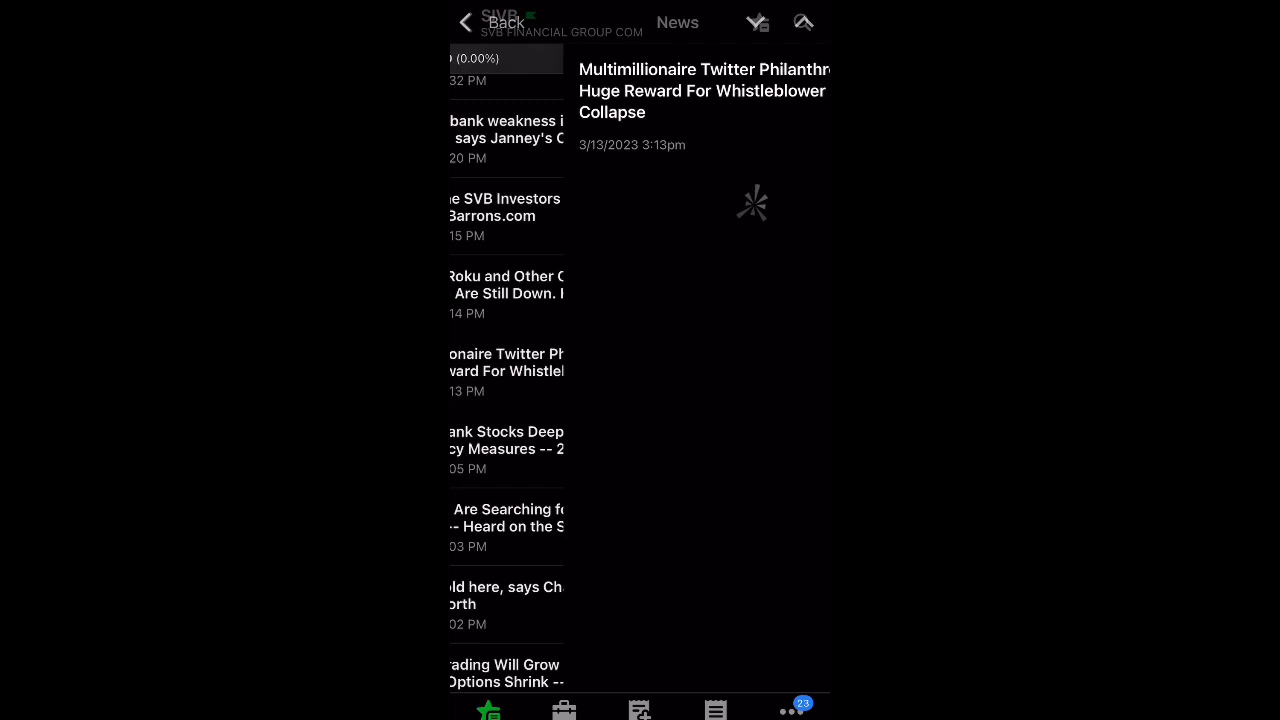 SIVB
Back
SVB FINANCIAL GROUP COM
News
(0.00%)
32 PM
bank weakness i
says Janney's C
20 PM
e SVB Investors
Barrons.com
15 PM
Roku and Other C
Are Still Down.
14 PM
onaire Twitter Ph
ward For Whistlel
13 PM
ank Stocks Deep
cy Measures -- 2
05 PM
Are Searching fo
-- Heard on the S
03 PM
old here, says Cha
orth
02 PM
rading Will Grow
Options Shrink --
Multimillionaire Twitter Philanthr
Huge Reward For Whistleblower
Collapse
3/13/2023 3:13pm
23